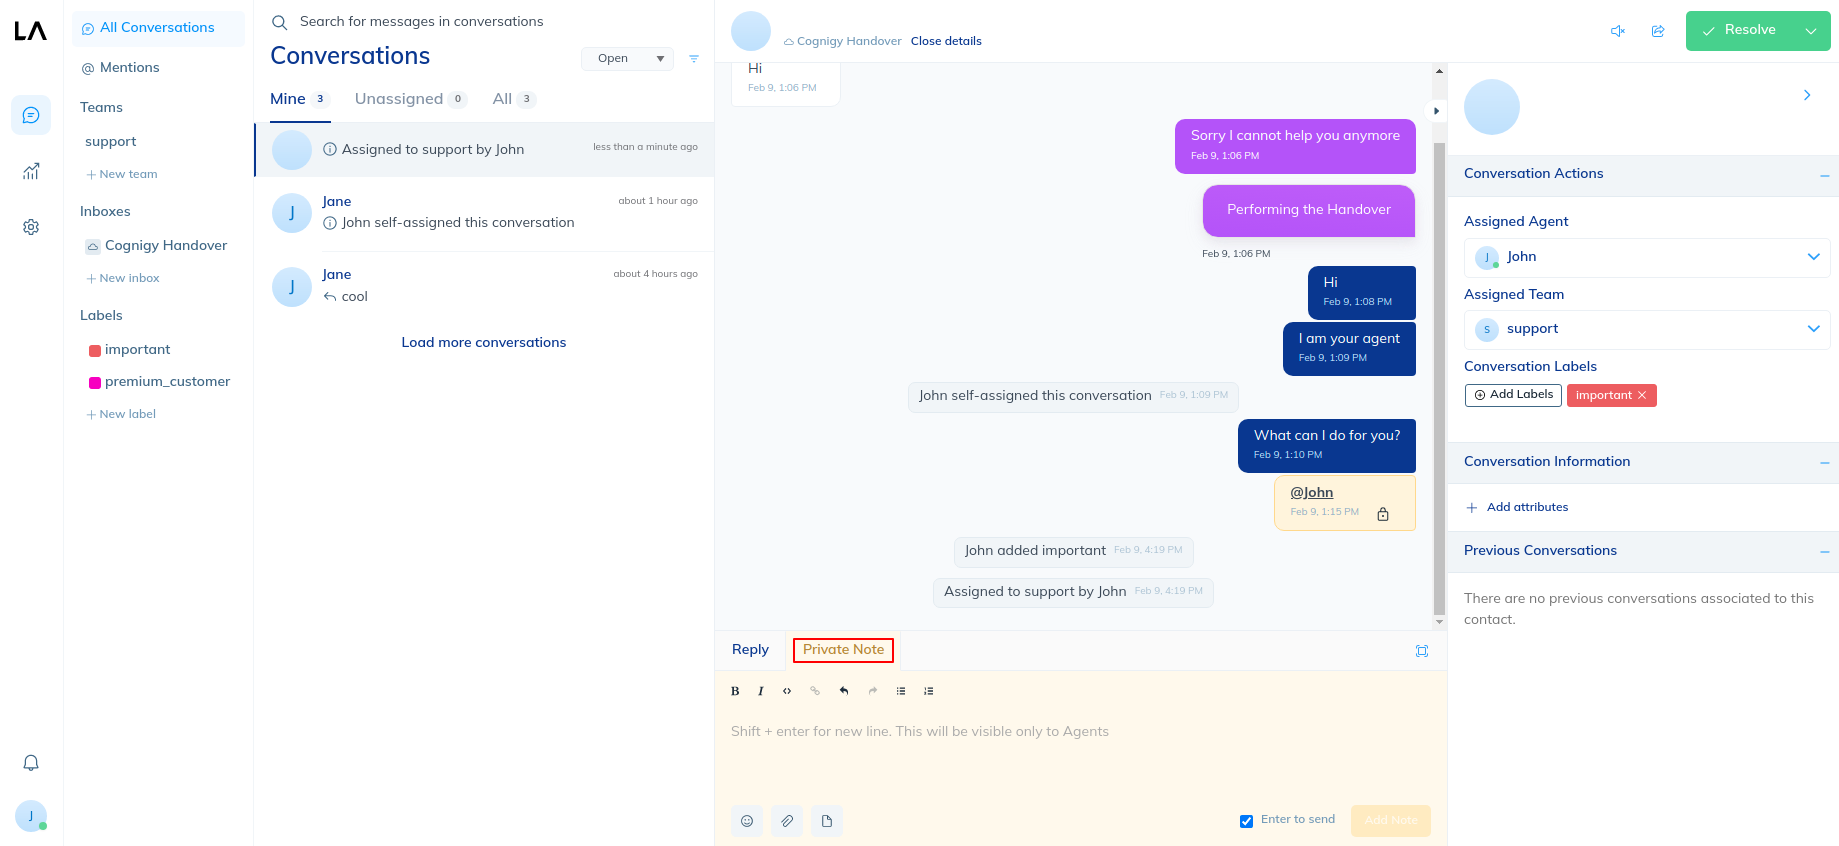 LA
All Conversations
Mentions
Teams
support
New team
Inboxes
Cognigy Handover
New inbox
Labels
important
premium_customer
New label
J
Search for messages in conversations
Conversations
Open
Mine 3 Unassigned 0 All 3
Assigned to support by John less than a minute ago
J
Jane about 1 hour ago
John self-assigned this conversation
J
Jane about 4 hours ago
cool
Load more conversations
Cognigy Handover Close details
Resolve
Hi
Feb 9, 1:06 PM
Sorry I cannot help you anymore
Feb 9, 1:06 PM
Performing the Handover
Feb 9, 1:06 PM
Hi
Feb 9, 1:08 PM
I am your agent
Feb 9, 1:09 PM
John self-assigned this conversation Feb 9, 1:09 PM
What can I do for you?
Feb 9, 1:10 PM
@John
Feb 9, 1:15 PM
John added important Feb 9, 4:19 PM
Assigned to support by John Feb 9, 4:19 PM
Reply Private Note
B I
Shift + enter for new line. This will be visible only to Agents
Enter to send Add Note
Conversation Actions
Assigned Agent
J John
Assigned Team
S support
Conversation Labels
Add Labels important
Conversation Information
Add attributes
Previous Conversations
There are no previous conversations associated to this
contact.